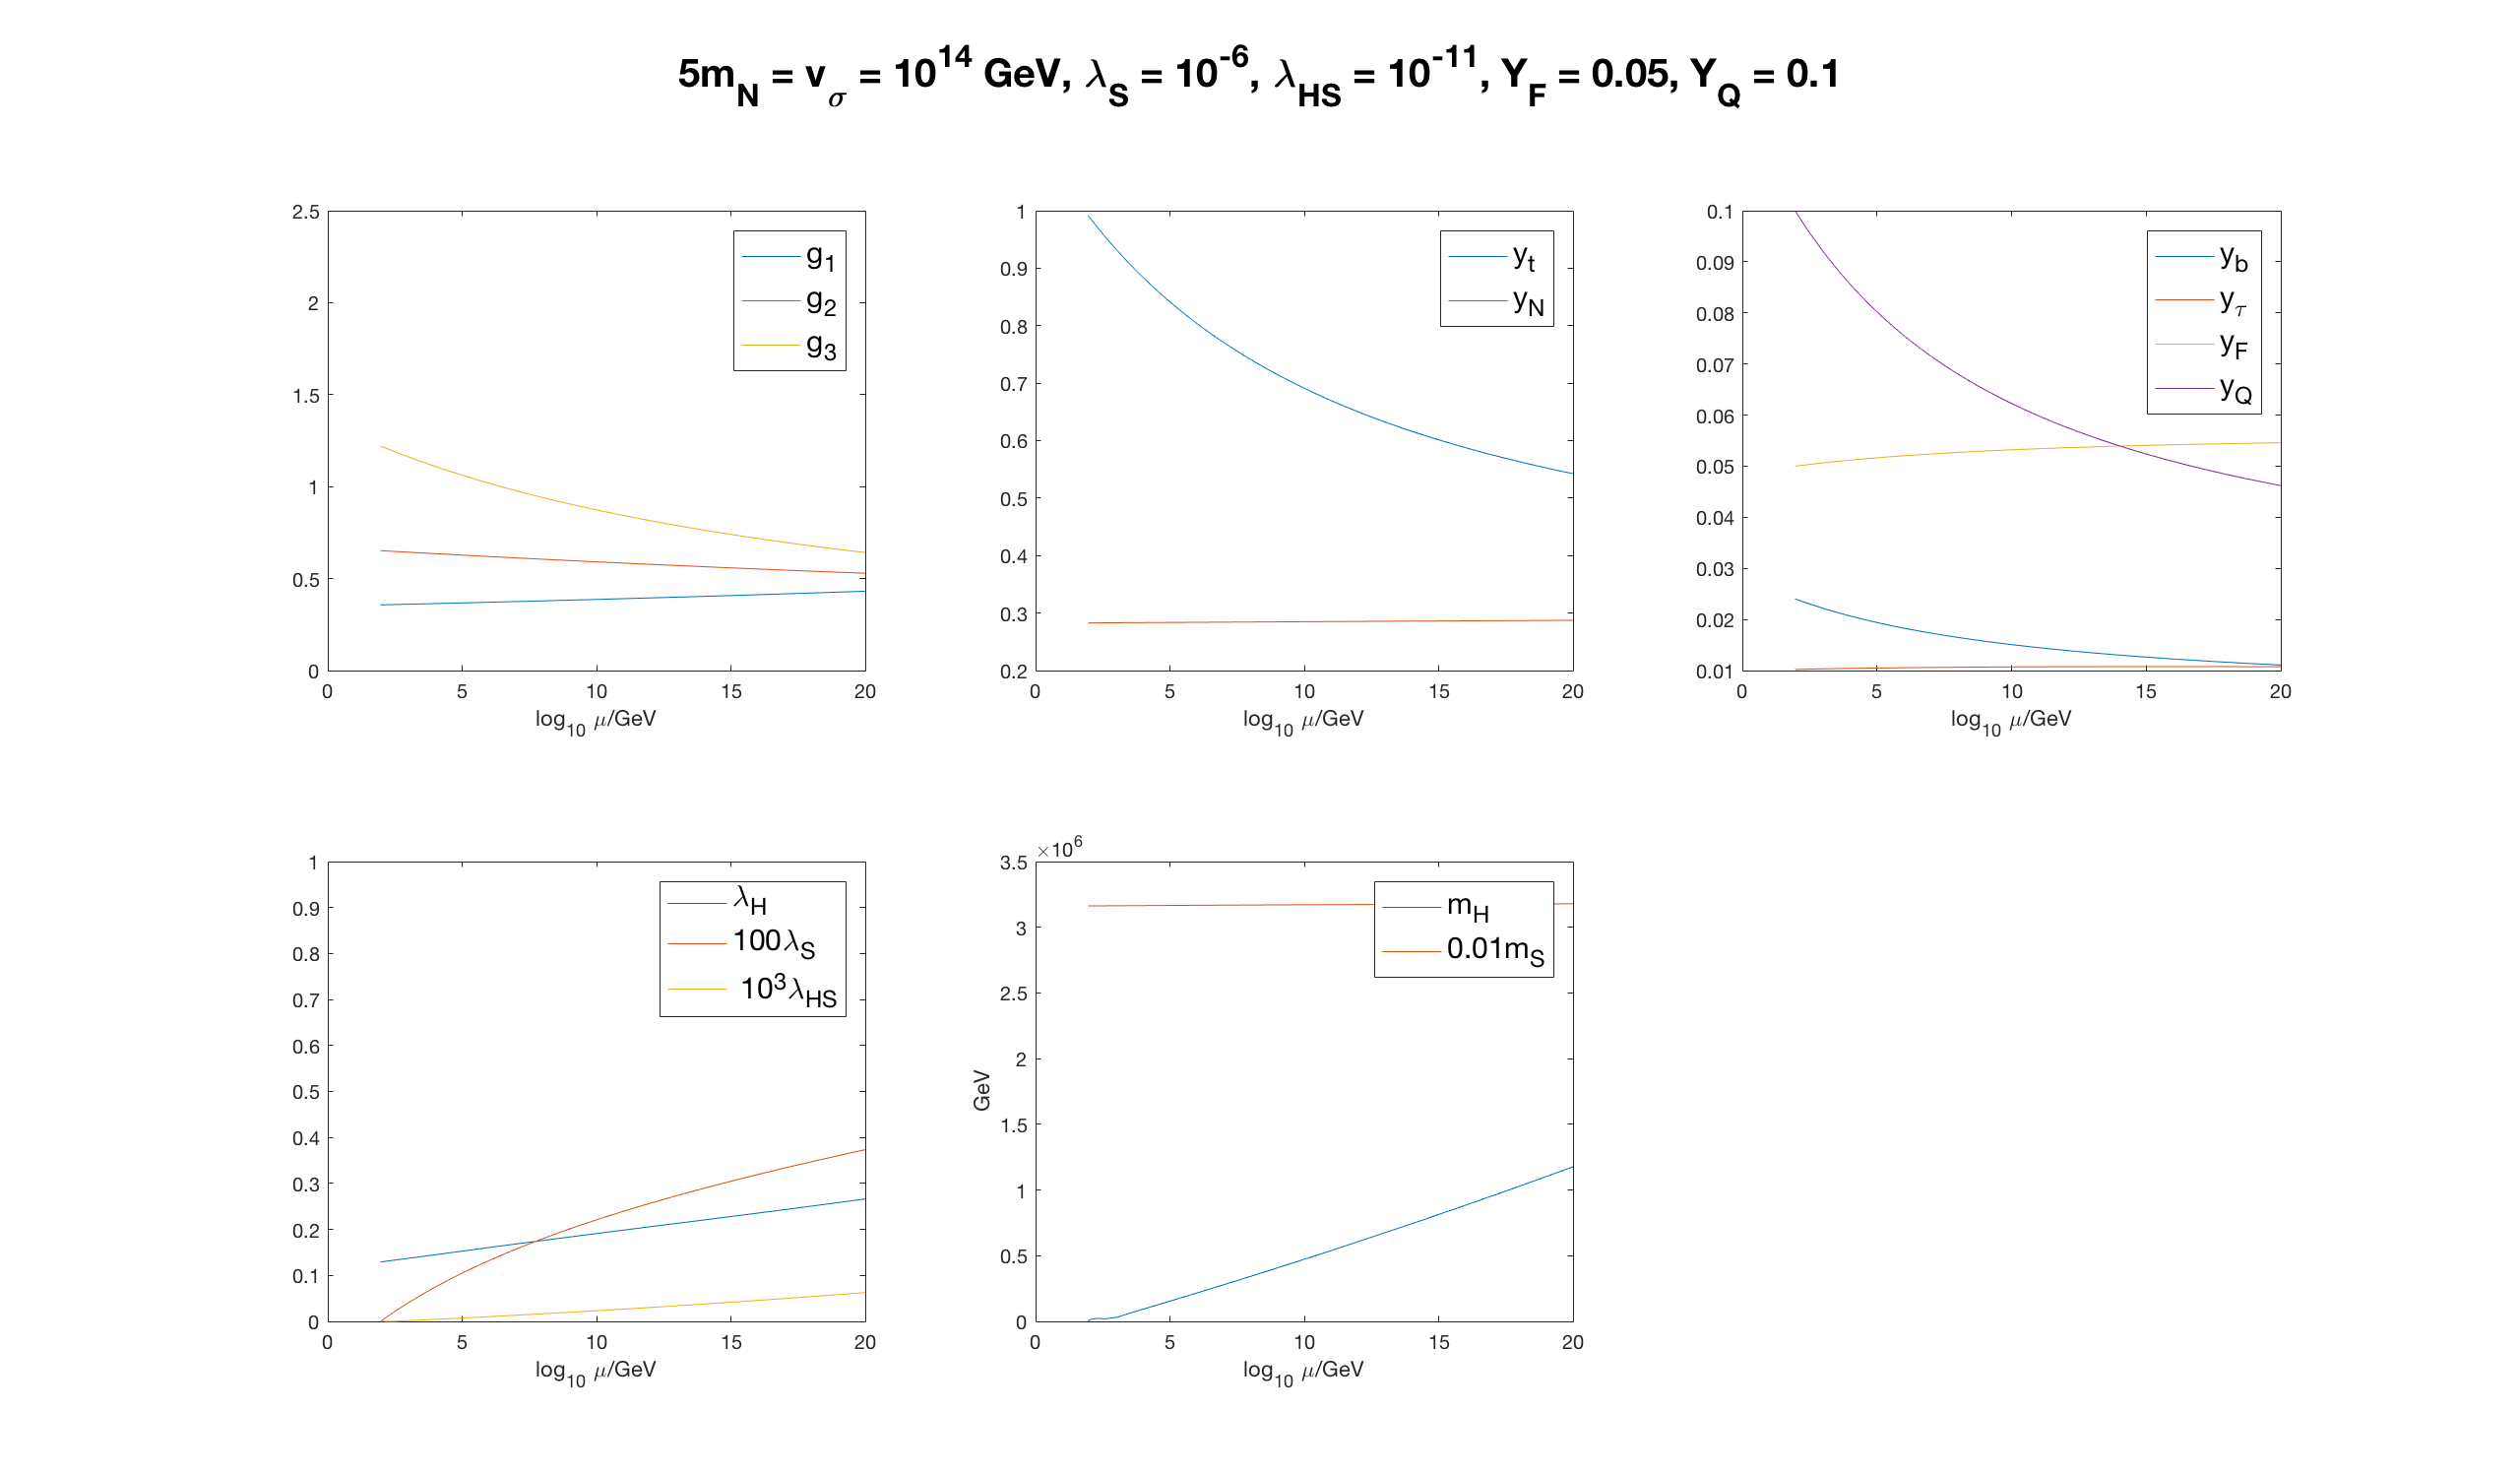 5m_N = v_σ = 10^14 GeV, λ_S = 10^-6, λ_HS = 10^-11, Y_F = 0.05, Y_Q = 0.1
2.5
2
1.5
1
0.5
0
0 5 10 15 20
log_10 μ/GeV
g_1
g_2
g_3
1
0.9
0.8
0.7
0.6
0.5
0.4
0.3
0.2
0 5 10 15 20
log_10 μ/GeV
y_t
y_N
0.1
0.09
0.08
0.07
0.06
0.05
0.04
0.03
0.02
0.01
0 5 10 15 20
log_10 μ/GeV
y_b
y_τ
y_F
y_Q
1
0.9
0.8
0.7
0.6
0.5
0.4
0.3
0.2
0.1
0
0 5 10 15 20
log_10 μ/GeV
λ_H
100λ_S
10^3λ_HS
×10^6
3.5
3
2.5
2
1.5
1
0.5
0
GeV
0 5 10 15 20
log_10 μ/GeV
m_H
0.01m_S